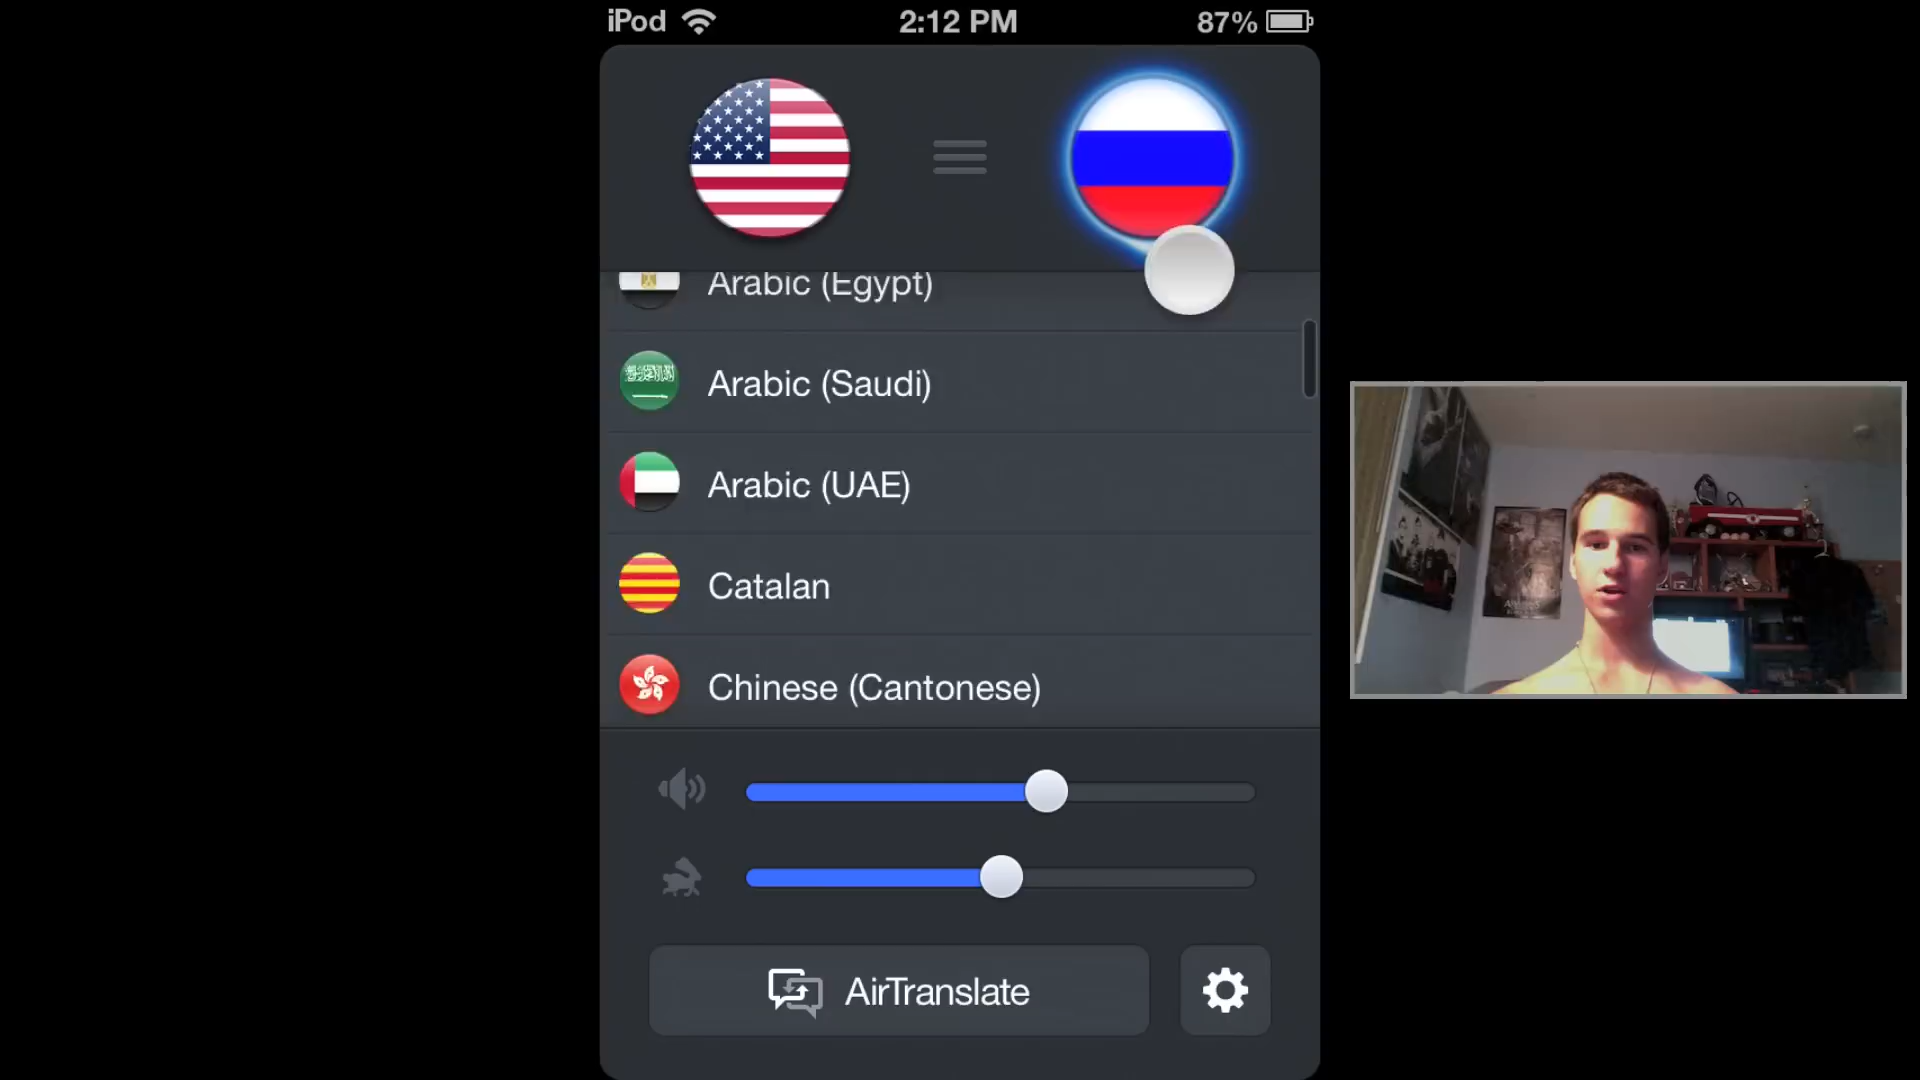 iPod 2:12 PM 87%
Arabic (Egypt)
Arabic (Saudi)
Arabic (UAE)
Catalan
Chinese (Cantonese)
AirTranslate